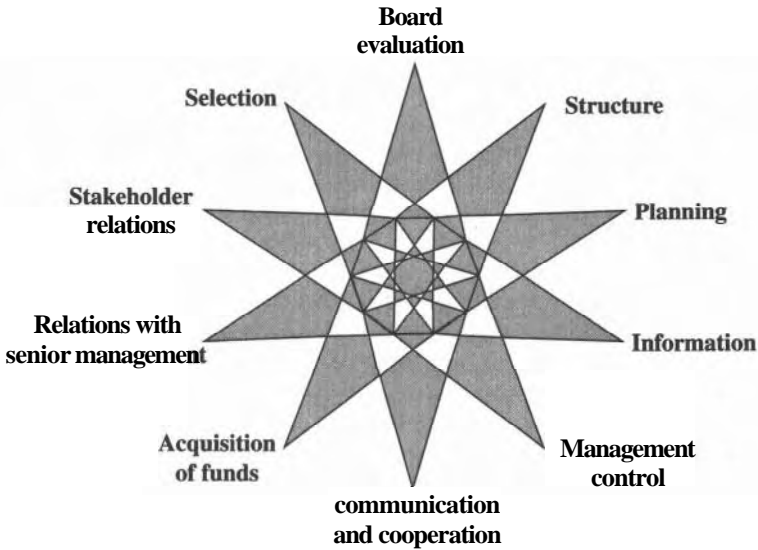 Board
evaluation
Selection
Structure
Stakeholder
relations
Planning
Relations with
senior management
Information
Acquisition
of funds
Management
control
communication
and cooperation